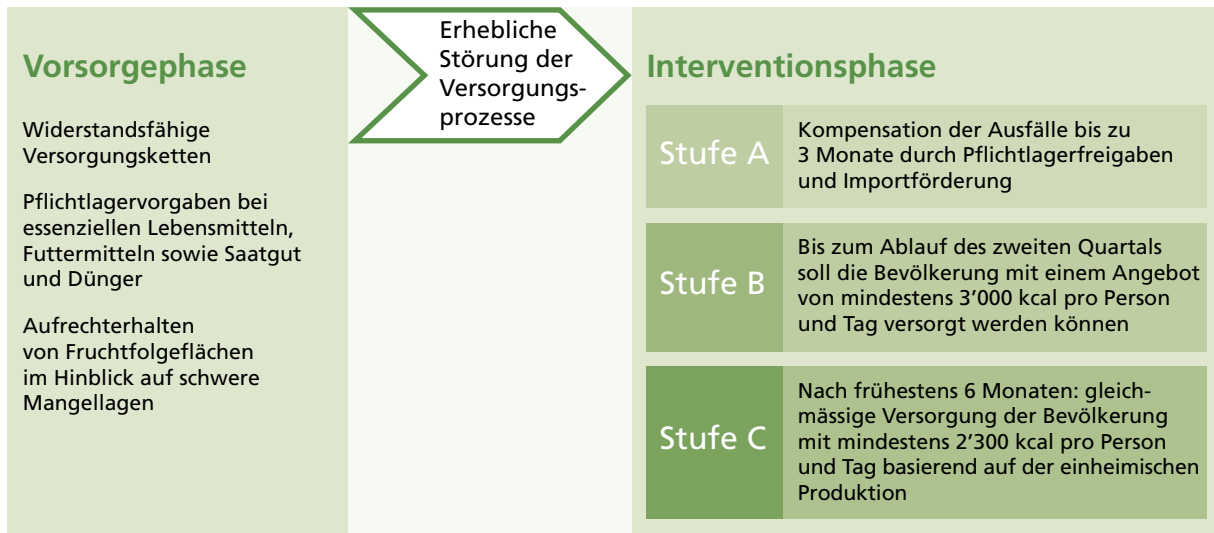 Vorsorgephase
Widerstandsfähige
Versorgungsketten
Pflichtlagervorgaben bei
essenziellen Lebensmitteln,
Futtermitteln sowie Saatgut
und Dünger
Aufrechterhalten
von Fruchtfolgeflächen
im Hinblick auf schwere
Mangellagen
Erhebliche
Störung der
Versorgungs-
prozesse
Interventionsphase
Stufe A
Kompensation der Ausfälle bis zu
3 Monate durch Pflichtlagerfreigaben
und Importförderung
Stufe B
Bis zum Ablauf des zweiten Quartals
soll die Bevölkerung mit einem Angebot
von mindestens 3’000 kcal pro Person
und Tag versorgt werden können
Stufe C
Nach frühestens 6 Monaten: gleich-
mässige Versorgung der Bevölkerung
mit mindestens 2’300 kcal pro Person
und Tag basierend auf der einheimischen
Produktion